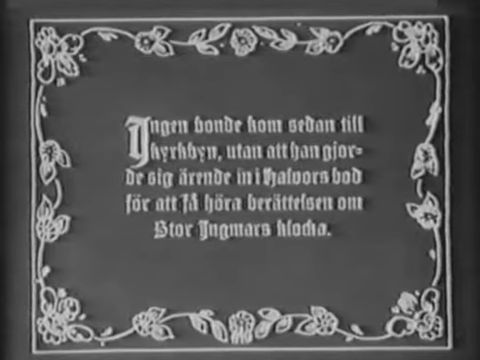 Ingen bonde kom sedan till
kyrkbyn, utan att han gjor=
de sig ärende in i Halvors bod
för att få höra berättelsen om
Stor Ingmars klocka.